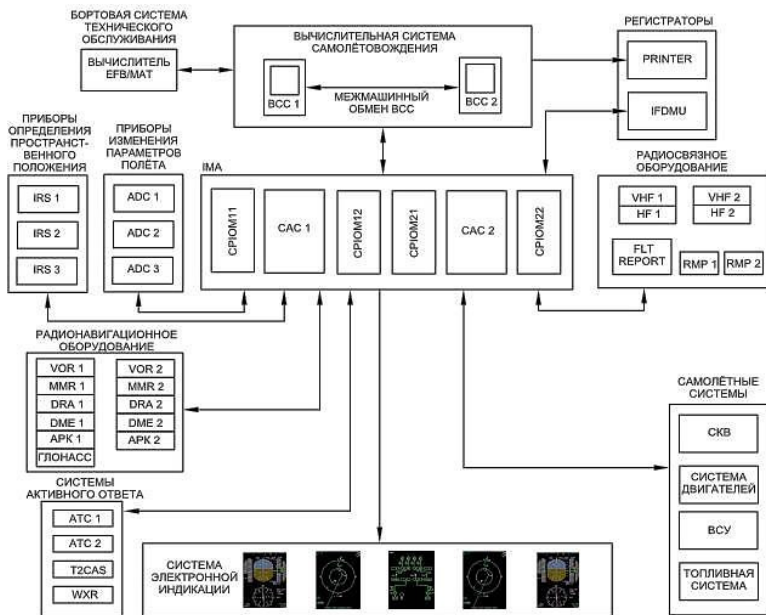 БОРТОВАЯ СИСТЕМА
ТЕХНИЧЕСКОГО
ОБСЛУЖИВАНИЯ
ВЫЧИСЛИТЕЛЬ
EFB/MAT
ВЫЧИСЛИТЕЛЬНАЯ СИСТЕМА
САМОЛЁТОВОЖДЕНИЯ
ВСС 1
МЕЖМАШИННЫЙ
ОБМЕН ВСС
ВСС 2
РЕГИСТРАТОРЫ
PRINTER
IFDMU
ПРИБОРЫ
ОПРЕДЕЛЕНИЯ
ПРОСТРАНСТ-
ВЕННОГО
ПОЛОЖЕНИЯ
IRS 1
IRS 2
IRS 3
ПРИБОРЫ
ИЗМЕНЕНИЯ
ПАРАМЕТРОВ
ПОЛЁТА
ADC 1
ADC 2
ADC 3
IMA
CPIOM11
CAC 1
CPIOM12
CPIOM21
CAC 2
CPIOM22
РАДИОСВЯЗНОЕ
ОБОРУДОВАНИЕ
VHF 1
HF 1
VHF 2
HF 2
FLT
REPORT
RMP 1
RMP 2
РАДИОНАВИГАЦИОННОЕ
ОБОРУДОВАНИЕ
VOR 1
MMR 1
DRA 1
DME 1
АРК 1
ГЛОНАСС
VOR 2
MMR 2
DRA 2
DME 2
АРК 2
СИСТЕМЫ
АКТИВНОГО ОТВЕТА
ATC 1
ATC 2
T2CAS
WXR
СИСТЕМА
ЭЛЕКТРОННОЙ
ИНДИКАЦИИ
САМОЛЁТНЫЕ
СИСТЕМЫ
СКВ
СИСТЕМА
ДВИГАТЕЛЕЙ
ВСУ
ТОПЛИВНАЯ
СИСТЕМА